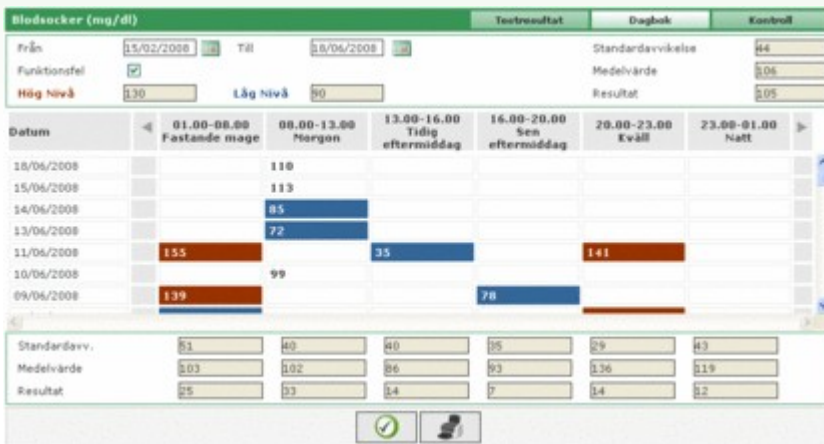 Blodsocker (mg/dl) Testresultat Dagbok Kontroll
Från 15/02/2008 Till 18/06/2008 Standardavvikelse 44
Funktionsfel Medelvärde 106
Hög Nivå 130 Låg Nivå 90 Resultat 105
Datum 01.00-08.00 Fastande mage 08.00-13.00 Morgon 13.00-16.00 Tidig eftermiddag 16.00-20.00 Sen eftermiddag 20.00-23.00 Kväll 23.00-01.00 Natt
18/06/2008 110
15/06/2008 113
14/06/2008 85
13/06/2008 72
11/06/2008 155 35 141
10/06/2008 99
09/06/2008 139 78
Standardavv. 51 40 40 35 29 43
Medelvärde 103 102 86 93 136 119
Resultat 25 33 14 7 14 12